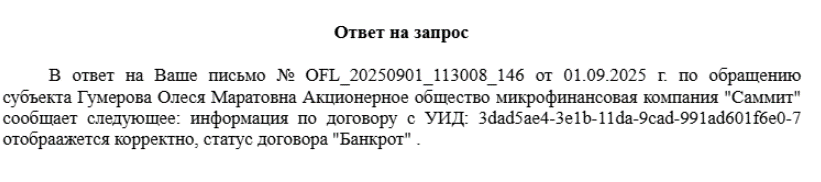 Ответ на запрос
В ответ на Ваше письмо № OFL_20250901_113008_146 от 01.09.2025 г. по обращению
субъекта Гумерова Олеся Маратовна Акционерное общество микрофинансовая компания "Саммит"
сообщает следующее: информация по договору с УИД: 3dad5ae4-3e1b-11da-9cad-991ad601f6e0-7
отобраажется корректно, статус договора "Банкрот" .